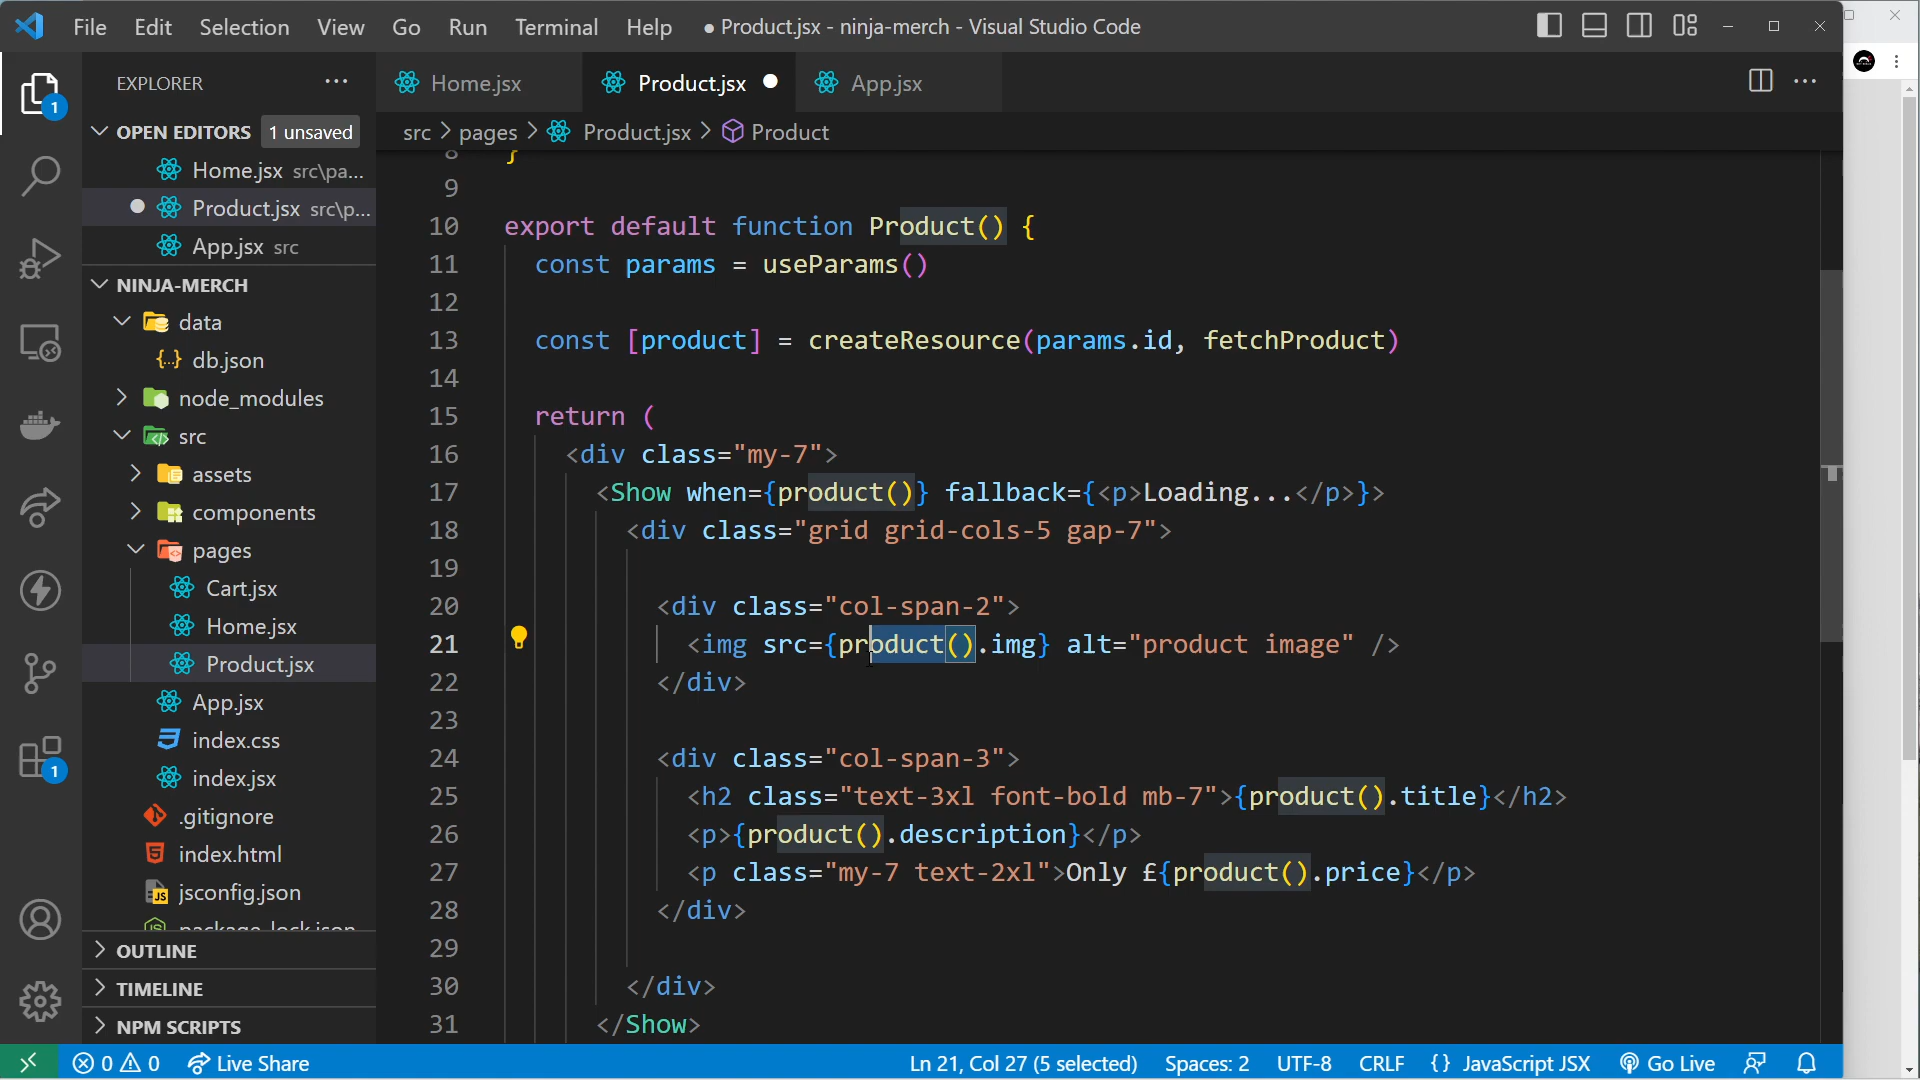 File Edit Selection View Go Run Terminal Help
● Product.jsx - ninja-merch - Visual Studio Code
EXPLORER
OPEN EDITORS 1 unsaved
Home.jsx src\pa...
Product.jsx src\p...
App.jsx src
NINJA-MERCH
data
db.json
node_modules
src
assets
components
pages
Cart.jsx
Home.jsx
Product.jsx
App.jsx
index.css
index.jsx
.gitignore
index.html
jsconfig.json
package-lock.json
OUTLINE
TIMELINE
NPM SCRIPTS
1
1
Home.jsx Product.jsx App.jsx
src > pages > Product.jsx > Product
8 }
9
10 export default function Product() {
11 const params = useParams()
12
13 const [product] = createResource(params.id, fetchProduct)
14
15 return (
16 <div class="my-7">
17 <Show when={product()} fallback={<p>Loading...</p>}>
18 <div class="grid grid-cols-5 gap-7">
19
20 <div class="col-span-2">
21 <img src={product().img} alt="product image" />
22 </div>
23
24 <div class="col-span-3">
25 <h2 class="text-3xl font-bold mb-7">{product().title}</h2>
26 <p>{product().description}</p>
27 <p class="my-7 text-2xl">Only £{product().price}</p>
28 </div>
29
30 </div>
31 </Show>
0 0 Live Share Ln 21, Col 27 (5 selected) Spaces: 2 UTF-8 CRLF {} JavaScript JSX Go Live